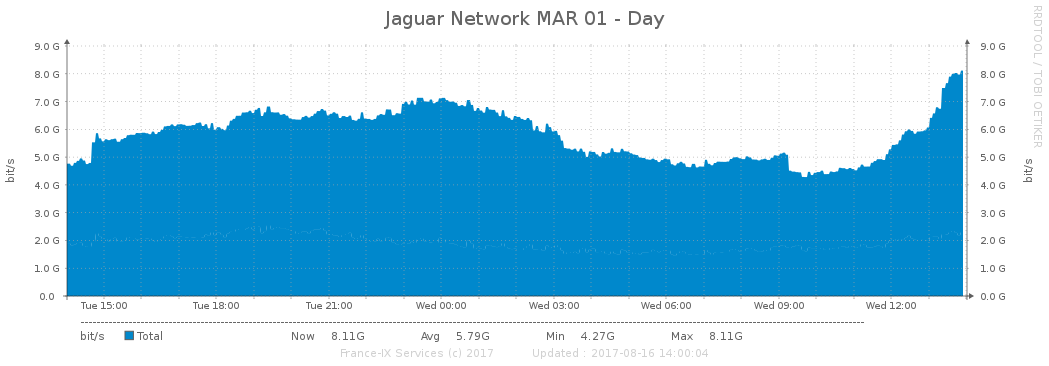 Jaguar Network MAR 01 - Day
RRDTOOL / TOBI OETIKER
bit/s
9.0 G 9.0 G
8.0 G 8.0 G
7.0 G 7.0 G
6.0 G 6.0 G
5.0 G 5.0 G
4.0 G 4.0 G
3.0 G 3.0 G
2.0 G 2.0 G
1.0 G 1.0 G
0.0 0.0 G
bit/s
Tue 15:00 Tue 18:00 Tue 21:00 Wed 00:00 Wed 03:00 Wed 06:00 Wed 09:00 Wed 12:00
bit/s Total Now 8.11G Avg 5.79G Min 4.27G Max 8.11G
France-IX Services (c) 2017 Updated : 2017-08-16 14:00:04